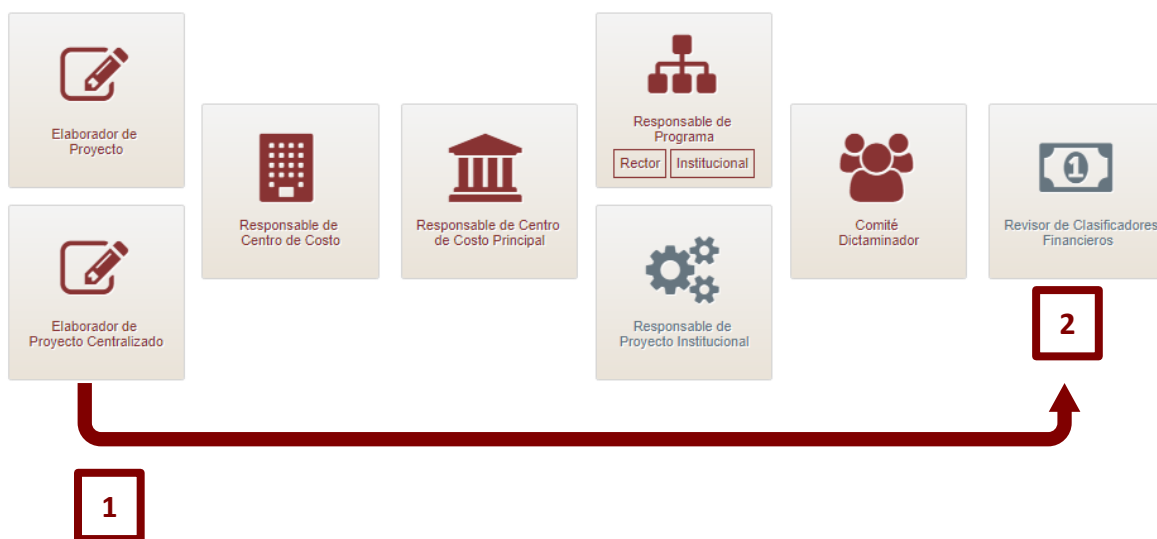 Elaborador de
Proyecto
Elaborador de
Proyecto Centralizado
Responsable de
Centro de Costo
Responsable de Centro
de Costo Principal
Responsable de
Programa
Rector
Institucional
Responsable de
Proyecto Institucional
Comité
Dictaminador
1
Revisor de Clasificadores
Financieros
2
1